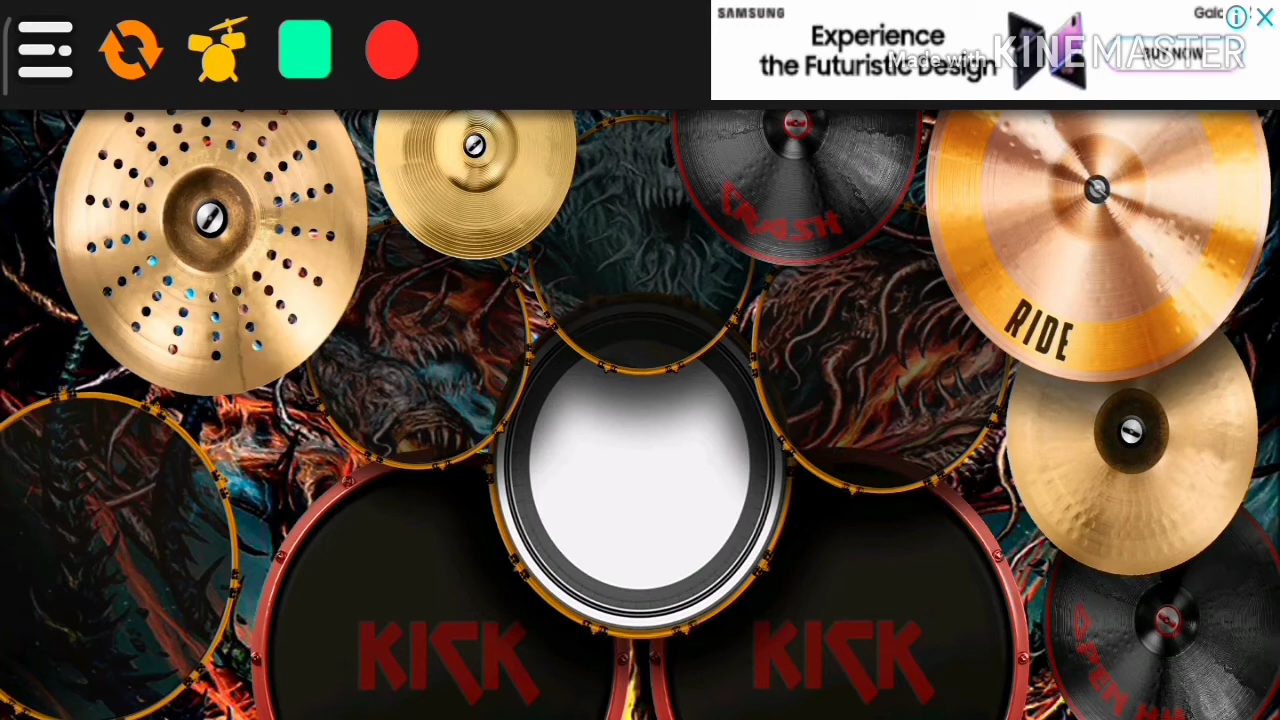 SAMSUNG
Experience
the Futuristic Design
BUY NOW
Made with KINEMASTER
CRASH
RIDE
KICK
KICK